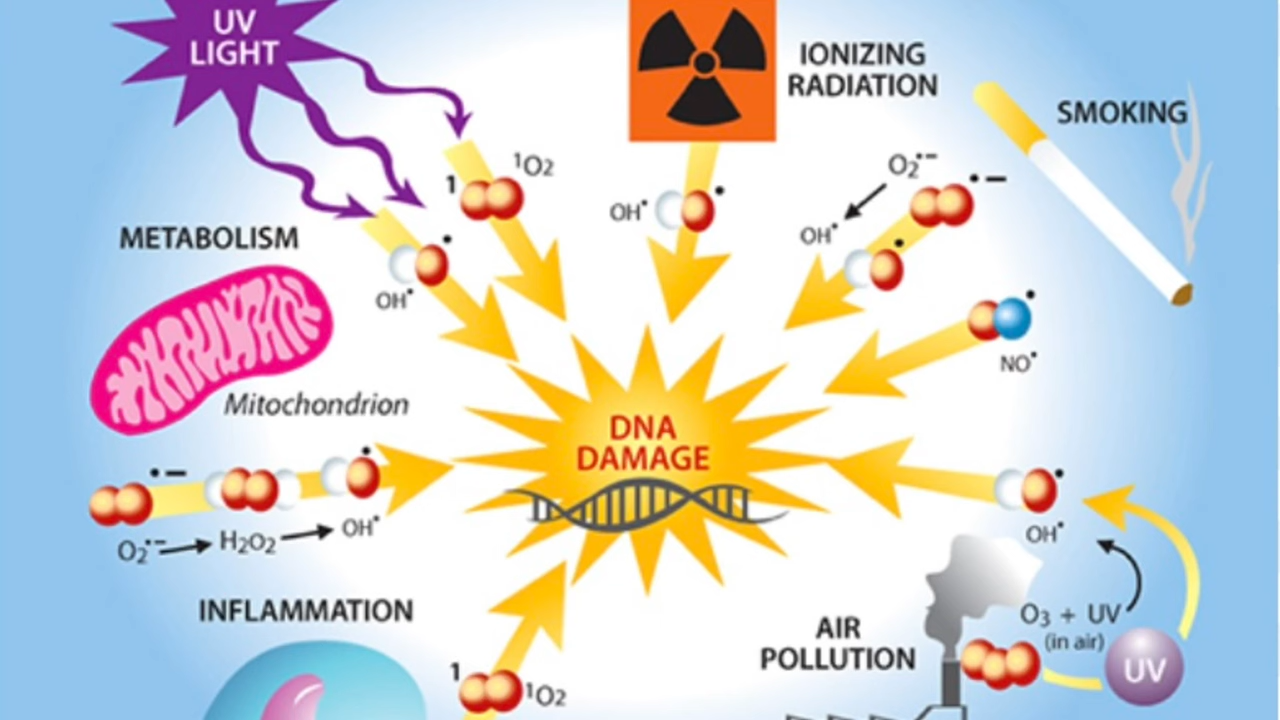 UV
LIGHT
IONIZING
RADIATION
SMOKING
1
¹O2
OH•
OH•
O2•–
OH•
•–
NO•
METABOLISM
Mitochondrion
•–
O2•– → H2O2 → OH•
DNA
DAMAGE
OH•
INFLAMMATION
1
¹O2
AIR
POLLUTION
O3 + UV
(in air)
UV